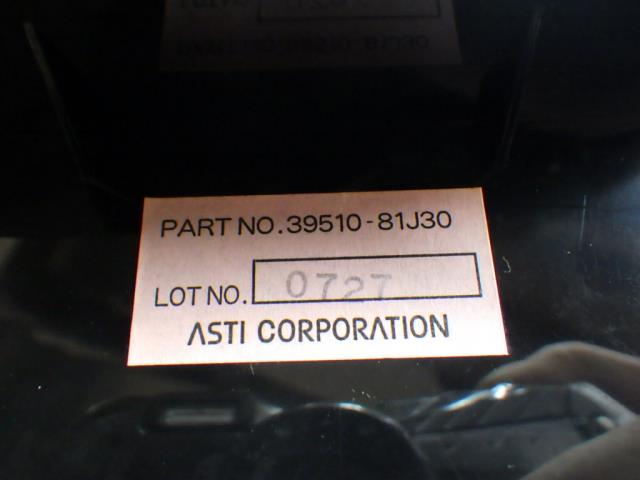 PART NO. 39510-81J30
LOT NO. 0727
ASTI CORPORATION